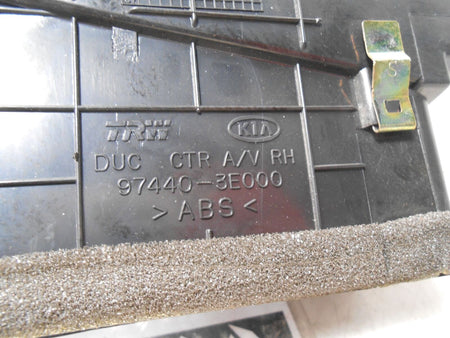 TRW KIA
DUC CTR A/V RH
97440-3E000
> ABS <
S